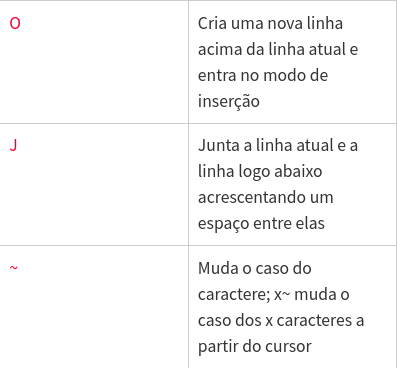 O
Cria uma nova linha
acima da linha atual e
entra no modo de
inserção
J
Junta a linha atual e a
linha logo abaixo
acrescentando um
espaço entre elas
~
Muda o caso do
caractere; x~ muda o
caso dos x caracteres a
partir do cursor